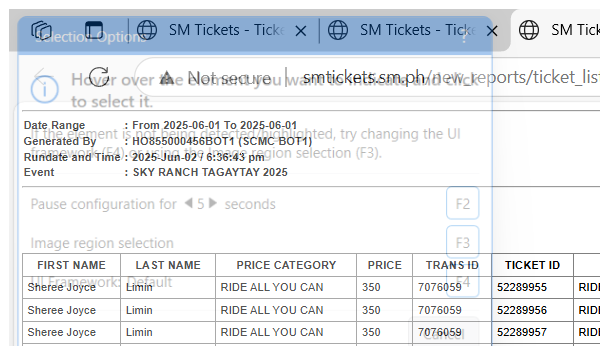 SM Tickets - Ticke
SM Tickets - Ticke
SM Ticket
Selection Options
?
Not secure smtickets.sm.ph/new_reports/ticket_list
Hover over the element you want to indicate and click to select it.
Date Range : From 2025-06-01 To 2025-06-01
If the element is not being detected/highlighted, try changing the UI
Generated By : HO855000456BOT1 (SCMC-BOT1)
framework (F4) or using the Image region selection (F3).
Rundate and Time : 2025-Jun-02 / 6:36:43 pm
Event : SKY RANCH TAGAYTAY 2025
Pause configuration for 5 seconds F2
Image region selection F3
FIRST NAME LAST NAME PRICE CATEGORY PRICE TRANS ID TICKET ID
UI Framework: Default F4
Sheree Joyce Limin RIDE ALL YOU CAN 350 7076059 52289955 RID
Sheree Joyce Limin RIDE ALL YOU CAN 350 7076059 52289956 RIDE
Sheree Joyce Limin RIDE ALL YOU CAN 350 7076059 52289957 RIDE
Cancel